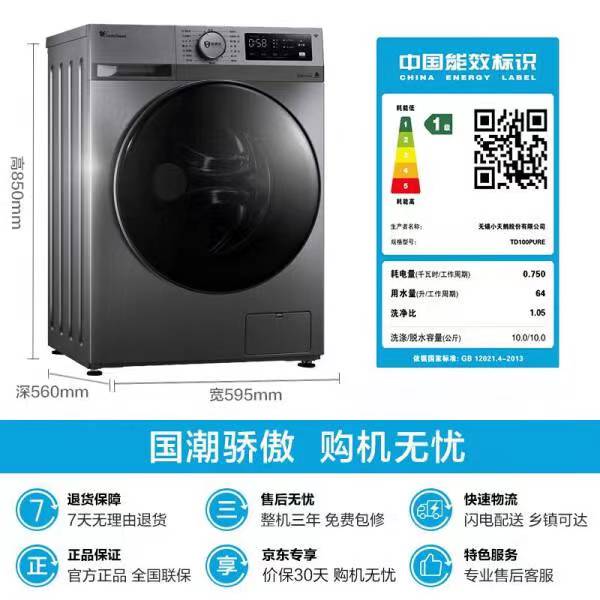 LittleSwan
0:58
高850mm
深560mm
宽595mm
中国能效标识
CHINA ENERGY LABEL
耗能低
1
2
3
4
5
1级
耗能高
生产者名称: 无锡小天鹅股份有限公司
规格型号: TD100PURE
耗电量(千瓦时/工作周期) 0.750
用水量(升/工作周期) 64
洗净比 1.05
洗涤/脱水容量(公斤) 10.0/10.0
依据国家标准: GB 12021.4-2013
国潮骄傲 购机无忧
7
退货保障
7天无理由退货
三
售后无忧
整机三年 免费包修
快速物流
闪电配送 乡镇可达
正
正品保证
官方正品 全国联保
享
京东专享
价保30天 购机无忧
特色服务
专业售后客服